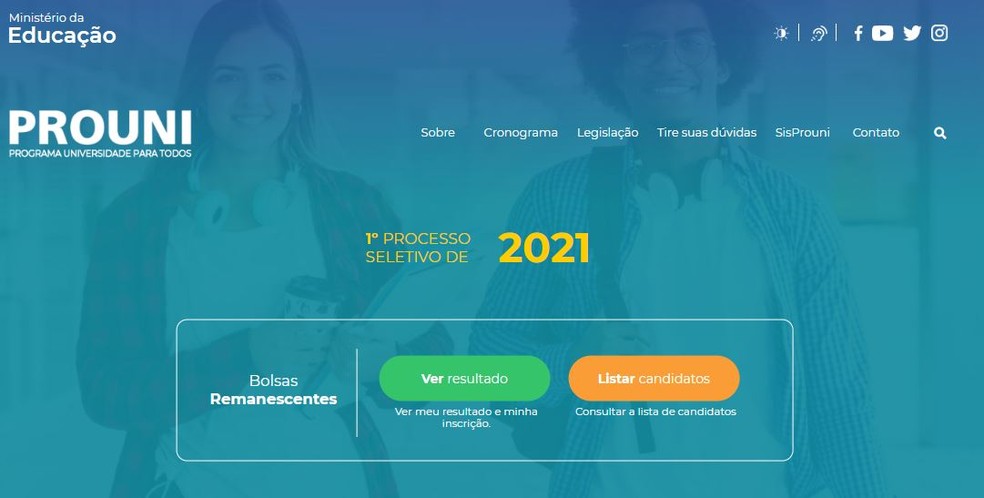 Ministério da
Educação
PROUNI
PROGRAMA UNIVERSIDADE PARA TODOS
Sobre Cronograma Legislação Tire suas dúvidas SisProuni Contato
1º PROCESSO
SELETIVO DE 2021
Bolsas
Remanescentes
Ver resultado
Ver meu resultado e minha
inscrição.
Listar candidatos
Consultar a lista de candidatos